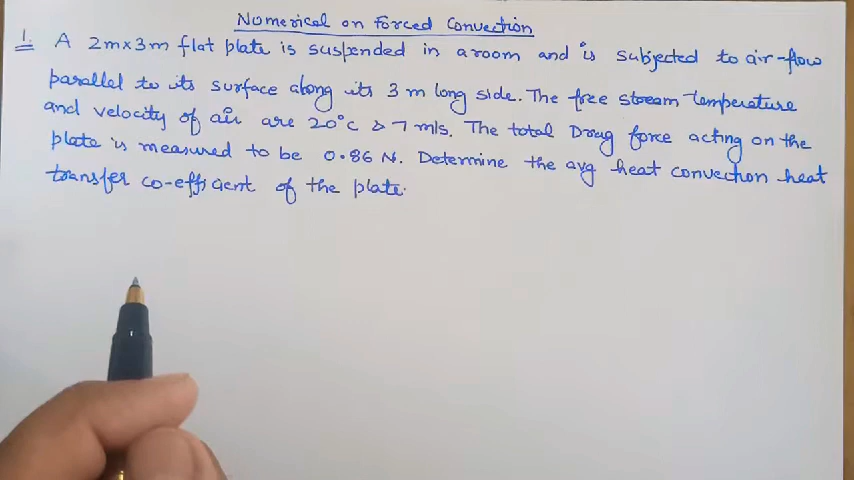 Numerical on Forced Convection
1. A 2m×3m flat plate is suspended in a room and is subjected to air-flow
parallel to its surface along its 3 m long side. The free stream temperature
and velocity of air are 20°c & 7 m/s. The total Drag force acting on the
plate is measured to be 0.86 N. Determine the avg heat convection heat
transfer co-efficient of the plate.